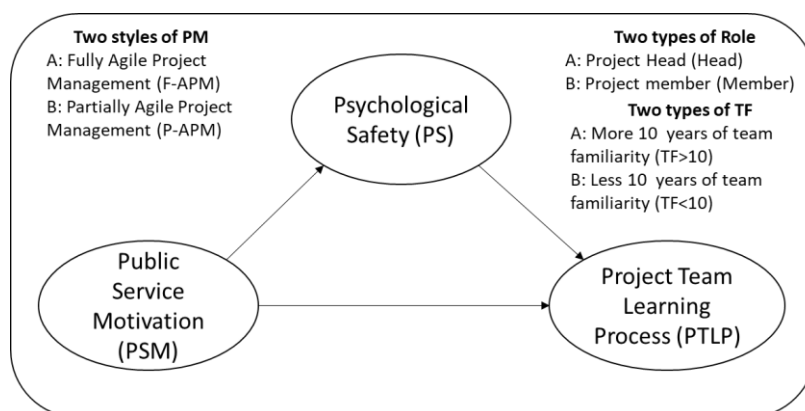 Two styles of PM
A: Fully Agile Project
Management (F-APM)
B: Partially Agile Project
Management (P-APM)
Two types of Role
A: Project Head (Head)
B: Project member (Member)
Two types of TF
A: More 10 years of team
familiarity (TF>10)
B: Less 10 years of team
familiarity (TF<10)
Psychological
Safety (PS)
Public
Service
Motivation
(PSM)
Project Team
Learning
Process (PTLP)